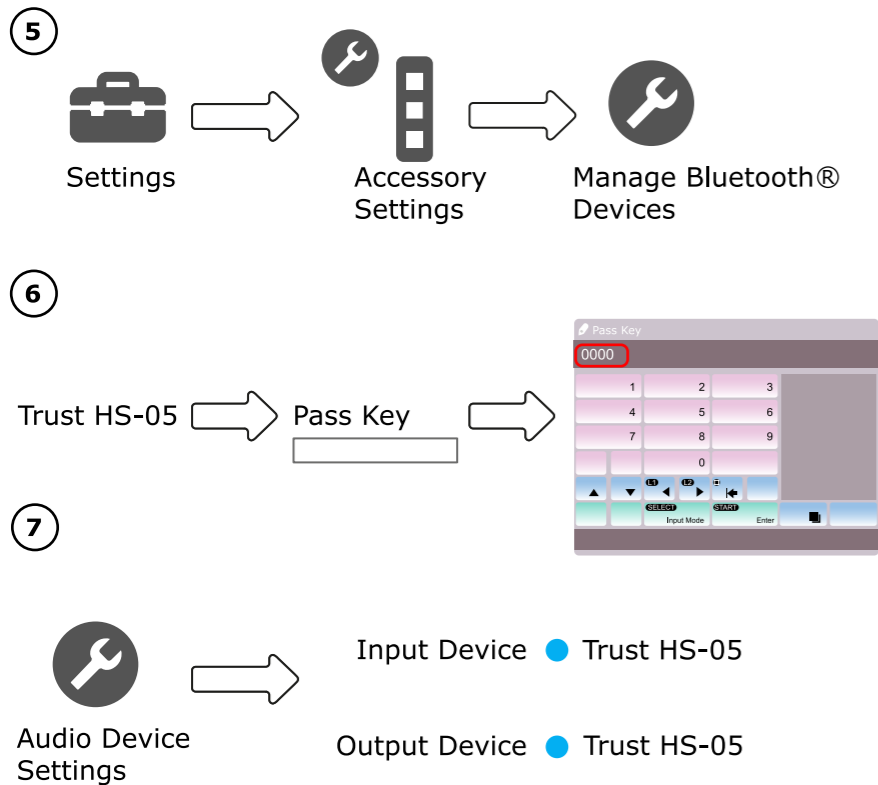 5
Settings
Accessory
Settings
Manage Bluetooth®
Devices
6
Trust HS-05
Pass Key
Pass Key
0000
1 2 3
4 5 6
7 8 9
0
L1 L2
SELECT START
Input Mode Enter
7
Audio Device
Settings
Input Device Trust HS-05
Output Device Trust HS-05